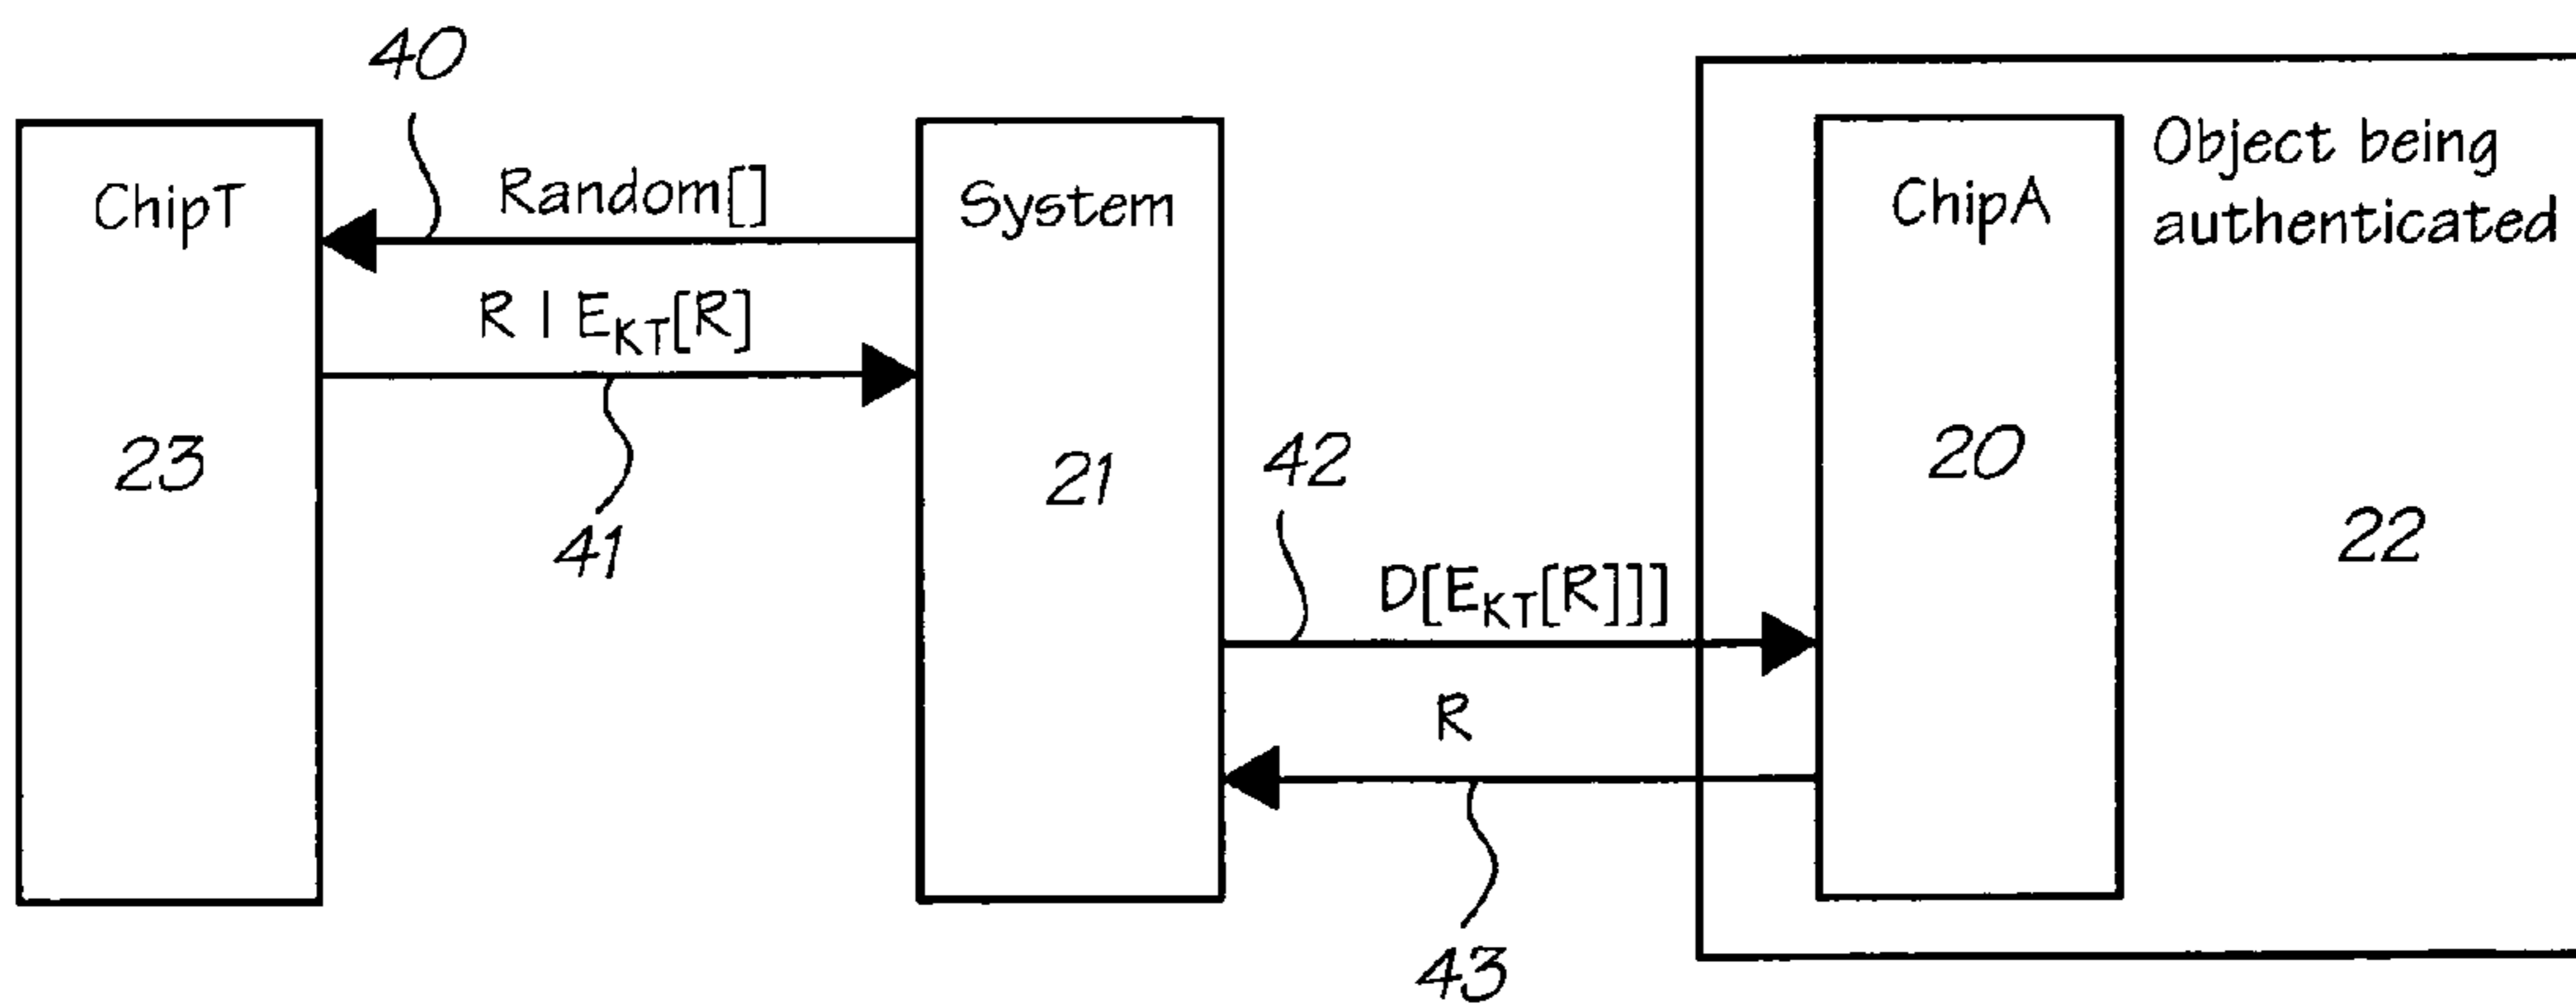 40
ChipT
Random[]
System
ChipA
Object being
authenticated
R | E_KT[R]
23
41
21
42
20
22
D[E_KT[R]]]
R
43